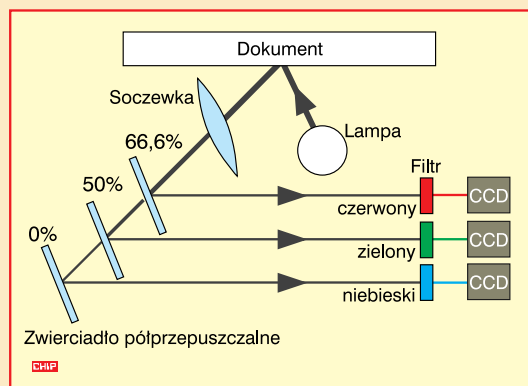 Dokument
Soczewka
Lampa
66,6%
Filtr
50%
czerwony
CCD
0%
zielony
CCD
niebieski
CCD
Zwierciadło półprzepuszczalne
CHIP